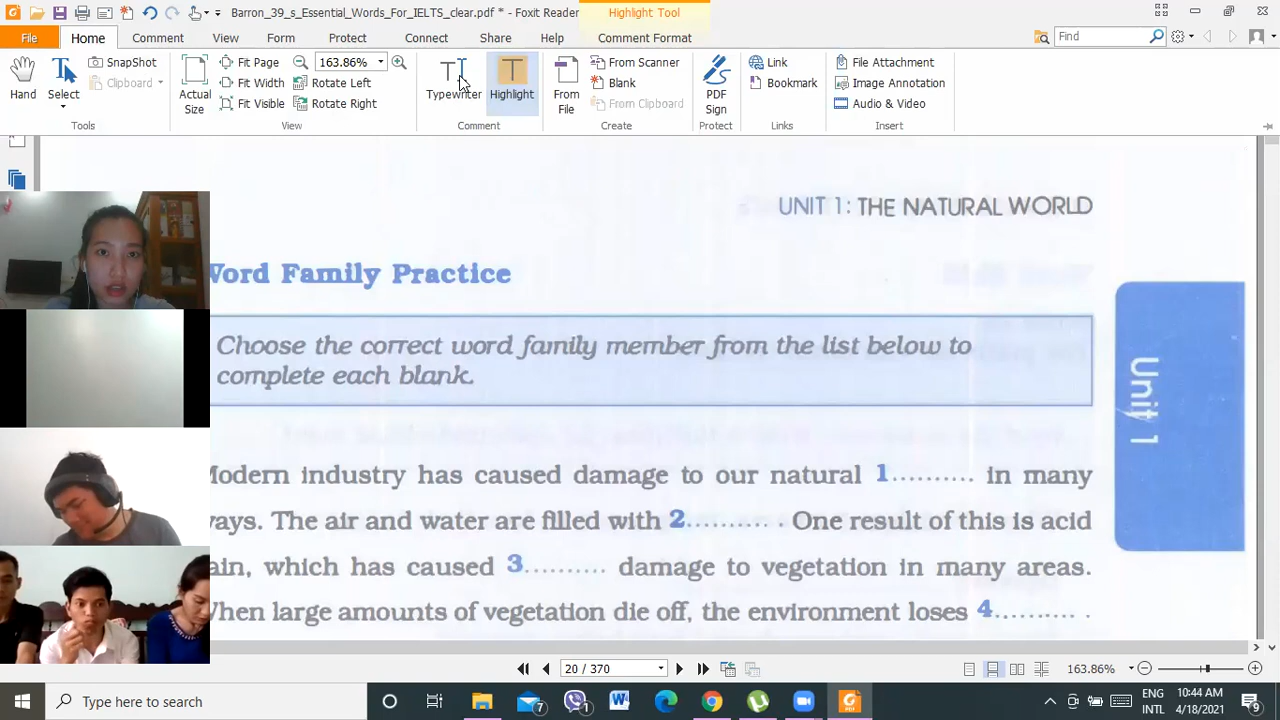 Barron_39_s_Essential_Words_For_IELTS_clear.pdf * - Foxit Reader
Highlight Tool
File Home Comment View Form Protect Connect Share Help Comment Format
Find
Hand
Select
SnapShot
Clipboard
Tools
Actual Size
Fit Page
Fit Width
Fit Visible
163.86%
Rotate Left
Rotate Right
View
Typewriter
Highlight
Comment
From File
From Scanner
Blank
From Clipboard
Create
PDF Sign
Protect
Link
Bookmark
Links
File Attachment
Image Annotation
Audio & Video
Insert
UNIT 1: THE NATURAL WORLD
Word Family Practice
Choose the correct word family member from the list below to
complete each blank.
Unit 1
Modern industry has caused damage to our natural 1.......... in many
ways. The air and water are filled with 2.......... . One result of this is acid
rain, which has caused 3.......... damage to vegetation in many areas.
When large amounts of vegetation die off, the environment loses 4.......... .
20 / 370
163.86%
Type here to search
7
1
ENG
INTL
10:44 AM
4/18/2021
9